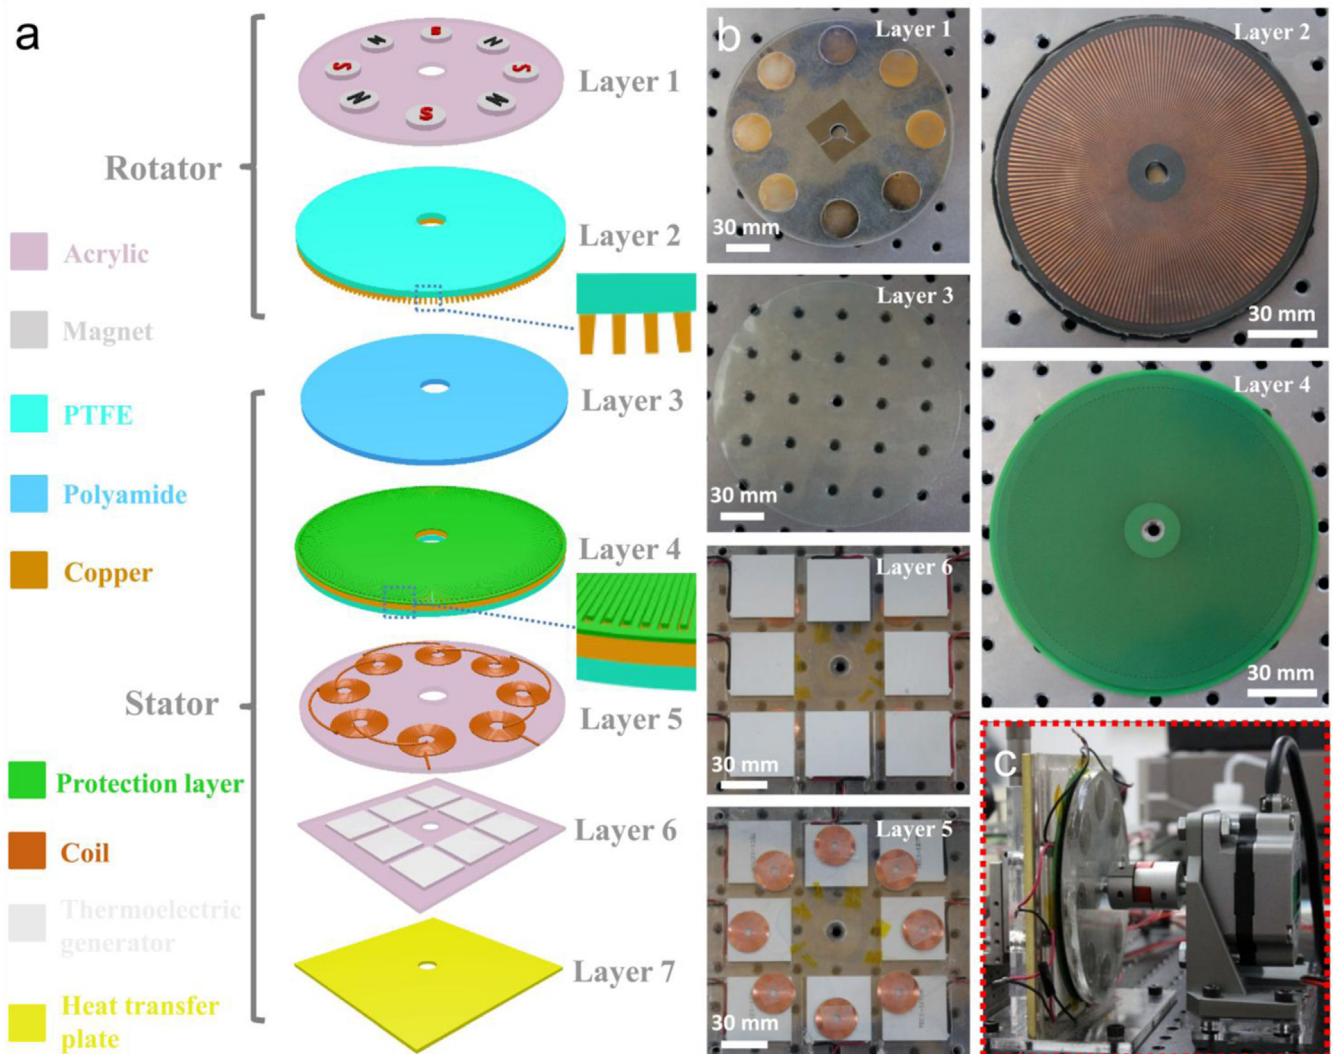 a
Rotator
Acrylic
Magnet
PTFE
Polyamide
Copper
Stator
Protection layer
Coil
Thermoelectric
generator
Heat transfer
plate
S
N
S
N
S
N
S
N
Layer 1
Layer 2
Layer 3
Layer 4
Layer 5
Layer 6
Layer 7
b
Layer 1
30 mm
Layer 2
30 mm
Layer 3
30 mm
Layer 4
30 mm
Layer 6
30 mm
Layer 5
30 mm
c